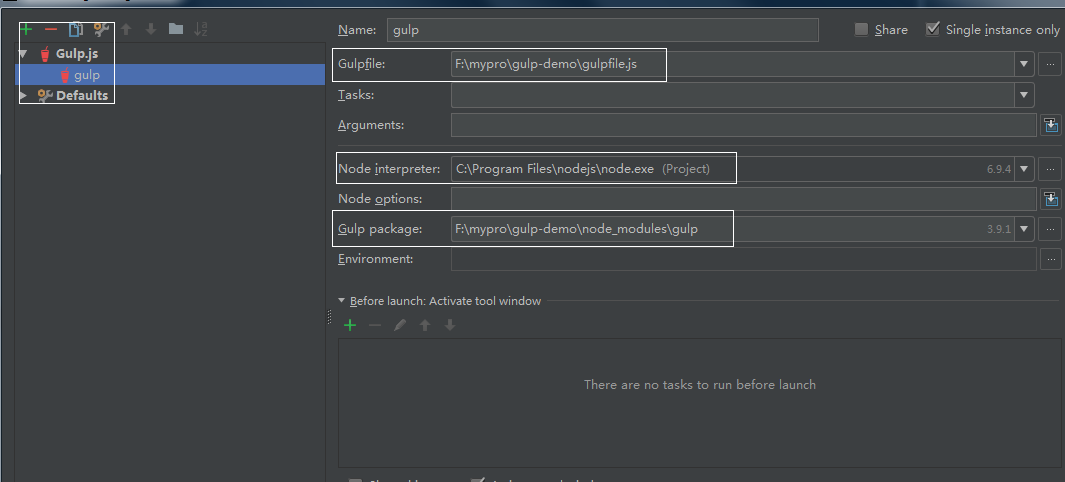 Name: gulp Share Single instance only
Gulp.js
gulp
Defaults
Gulpfile: F:\mypro\gulp-demo\gulpfile.js
Tasks:
Arguments:
Node interpreter: C:\Program Files\nodejs\node.exe (Project) 6.9.4
Node options:
Gulp package: F:\mypro\gulp-demo\node_modules\gulp 3.9.1
Environment:
Before launch: Activate tool window
There are no tasks to run before launch